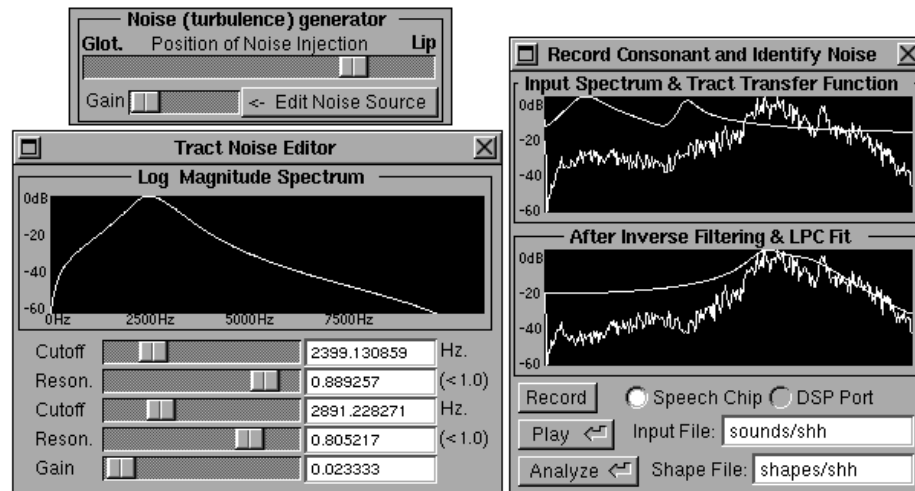 Noise (turbulence) generator
Glot. Position of Noise Injection Lip
Gain <- Edit Noise Source
Tract Noise Editor
Log Magnitude Spectrum
0dB
-20
-40
-60
0Hz 2500Hz 5000Hz 7500Hz
Cutoff 2399.130859 Hz.
Reson. 0.889257 (<1.0)
Cutoff 2891.228271 Hz.
Reson. 0.805217 (<1.0)
Gain 0.023333
Record Consonant and Identify Noise
Input Spectrum & Tract Transfer Function
0dB
-20
-40
-60
After Inverse Filtering & LPC Fit
0dB
-20
-40
-60
Record Speech Chip DSP Port
Play Input File: sounds/shh
Analyze Shape File: shapes/shh